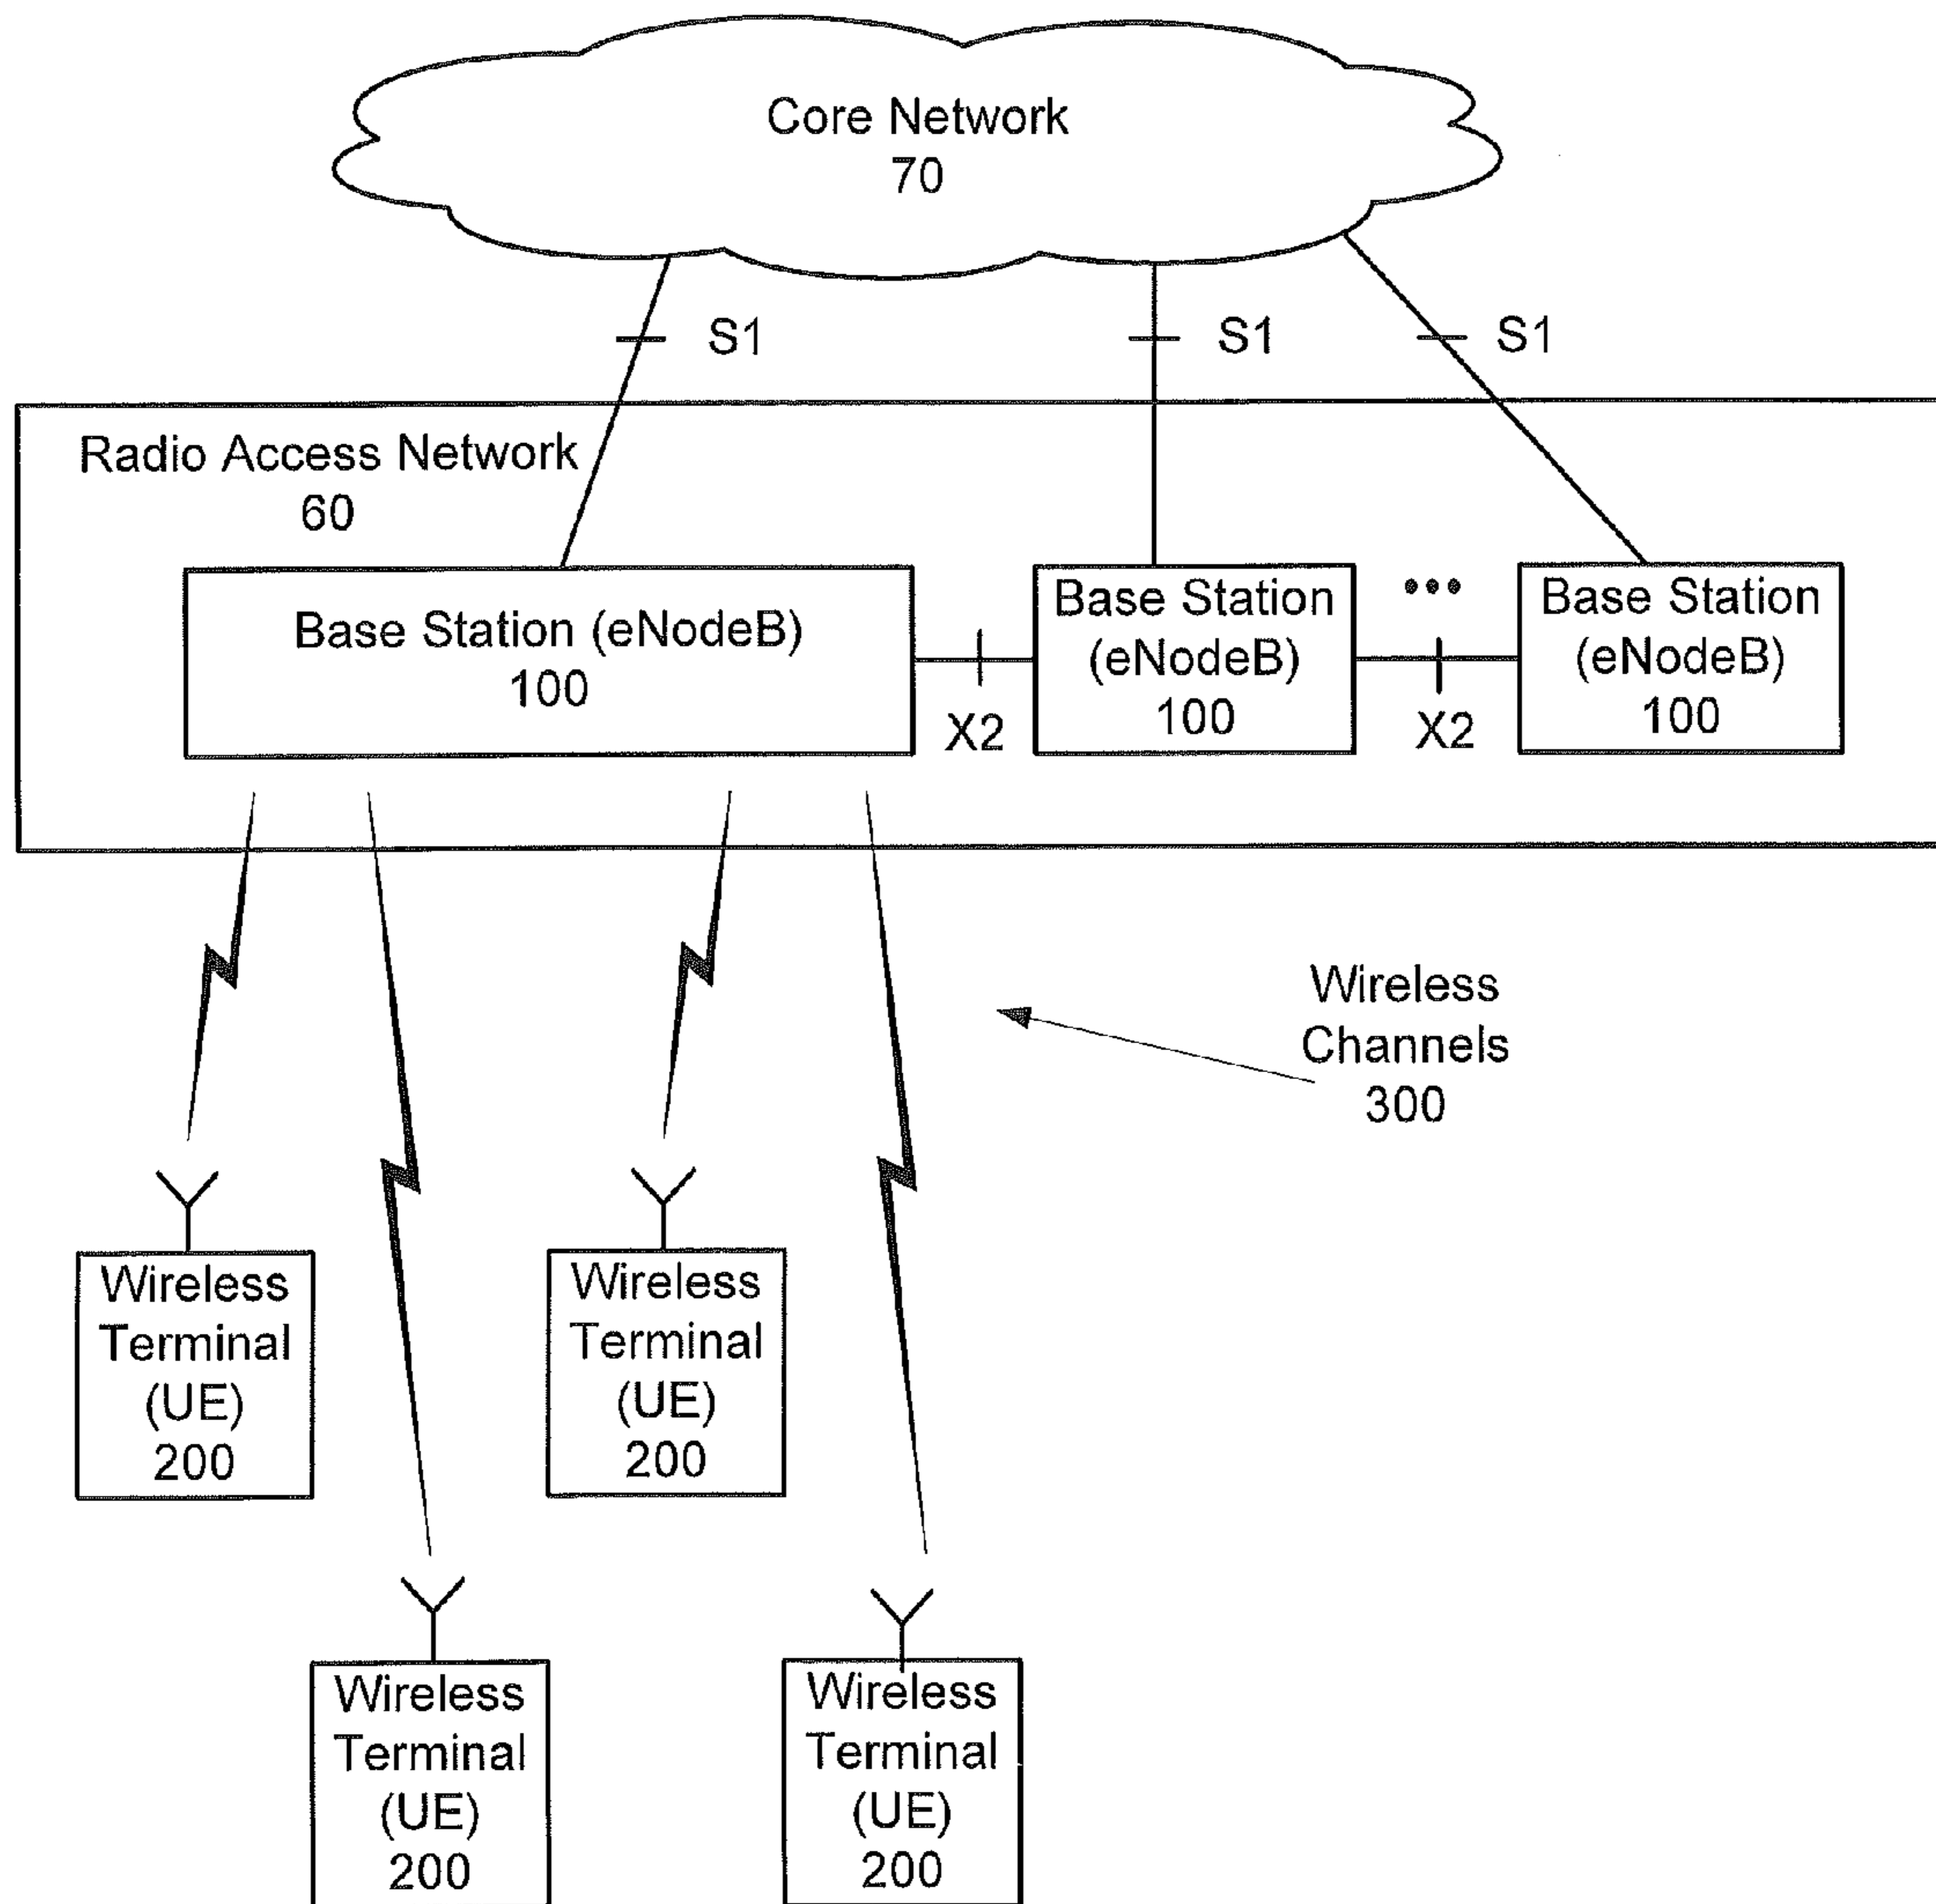 Core Network
70
S1
S1
S1
Radio Access Network
60
Base Station (eNodeB)
100
X2
Base Station
(eNodeB)
100
•••
X2
Base Station
(eNodeB)
100
Wireless
Channels
300
Wireless
Terminal
(UE)
200
Wireless
Terminal
(UE)
200
Wireless
Terminal
(UE)
200
Wireless
Terminal
(UE)
200